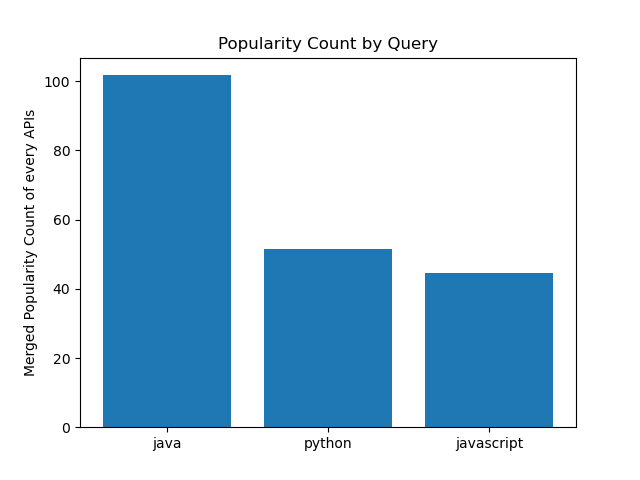 Popularity Count by Query
Merged Popularity Count of every APIs
100
80
60
40
20
0
java
python
javascript